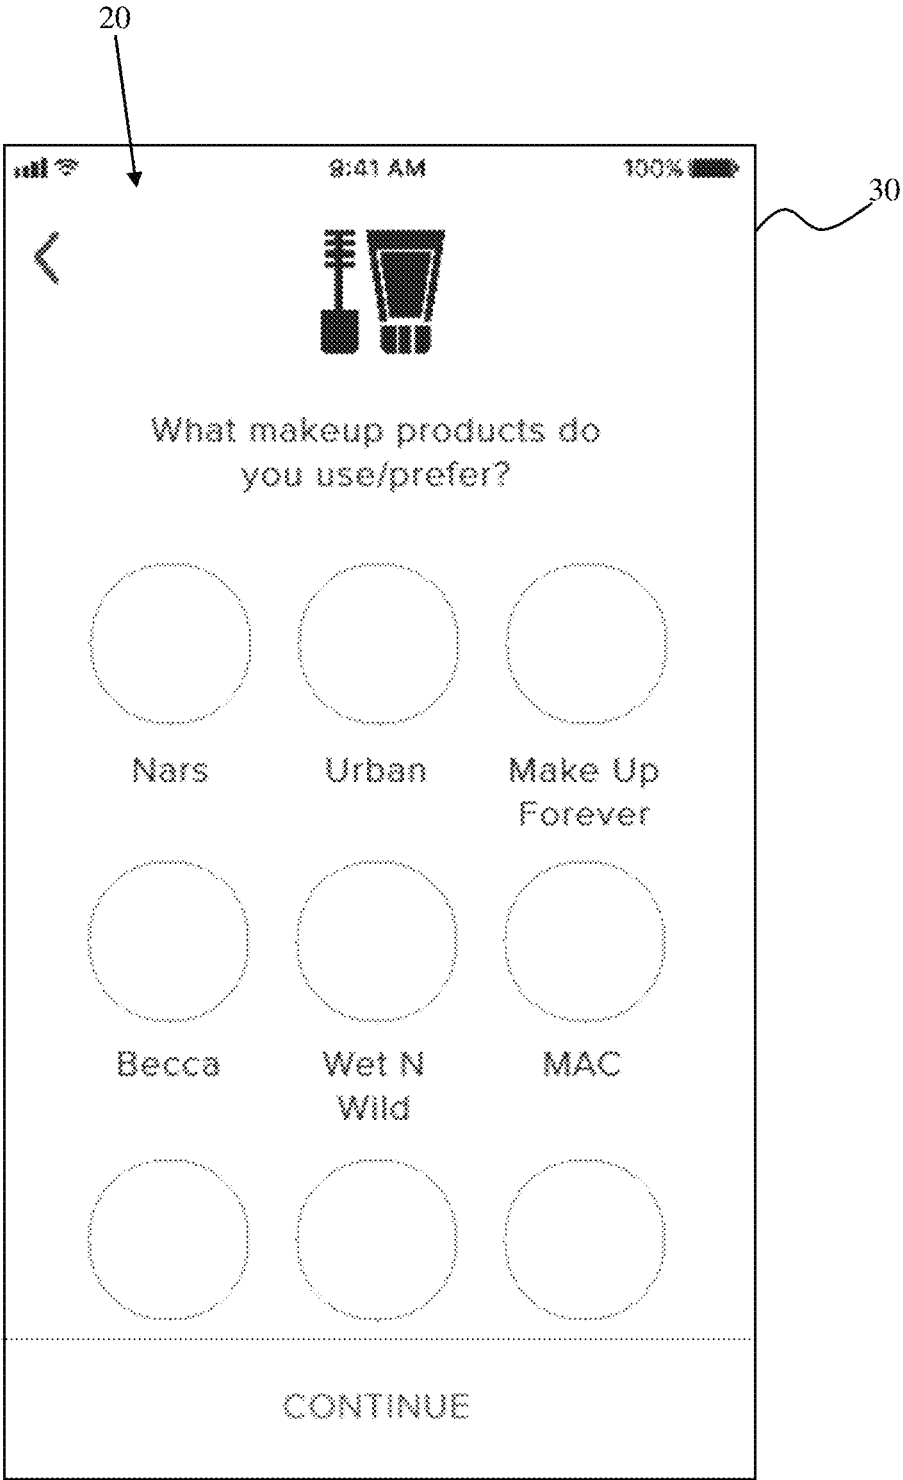 20
9:41 AM
100%
30
What makeup products do
you use/prefer?
Nars
Urban
Make Up
Forever
Becca
Wet N
Wild
MAC
CONTINUE